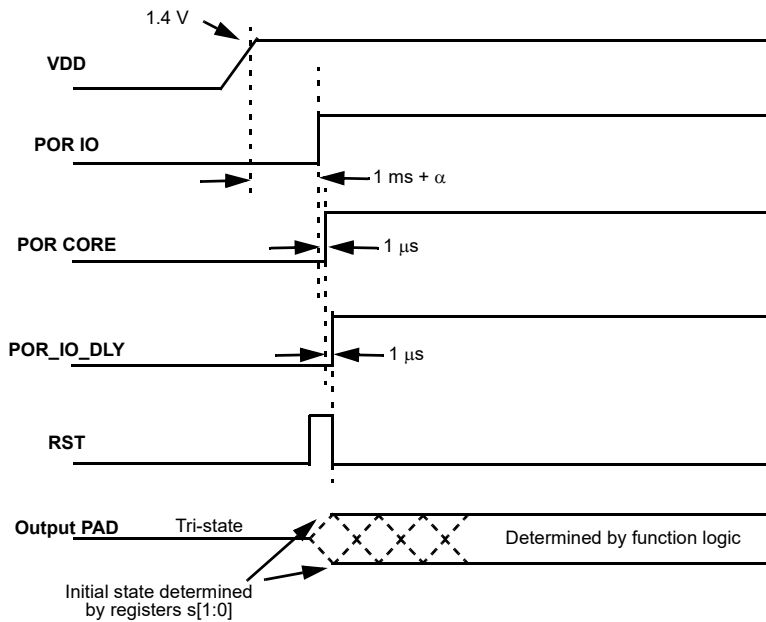 1.4 V
VDD
POR IO
1 ms + α
POR CORE
1 μs
POR_IO_DLY
1 μs
RST
Output PAD
Tri-state
Determined by function logic
Initial state determined
by registers s[1:0]